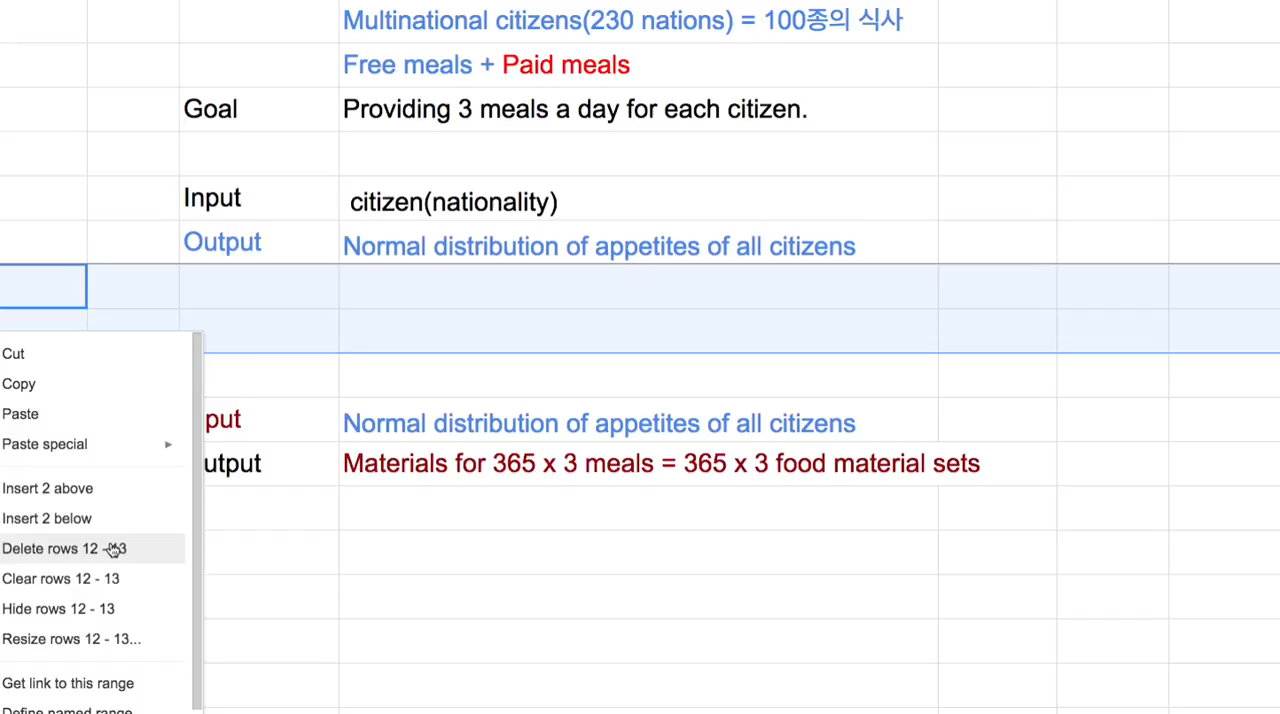 Multinational citizens(230 nations) = 100종의 식사
Free meals + Paid meals
Goal Providing 3 meals a day for each citizen.
Input citizen(nationality)
Output Normal distribution of appetites of all citizens
Cut
Copy
Paste
Paste special
Insert 2 above
Insert 2 below
Delete rows 12 - 13
Clear rows 12 - 13
Hide rows 12 - 13
Resize rows 12 - 13...
Get link to this range
Define named range
put Normal distribution of appetites of all citizens
utput Materials for 365 x 3 meals = 365 x 3 food material sets